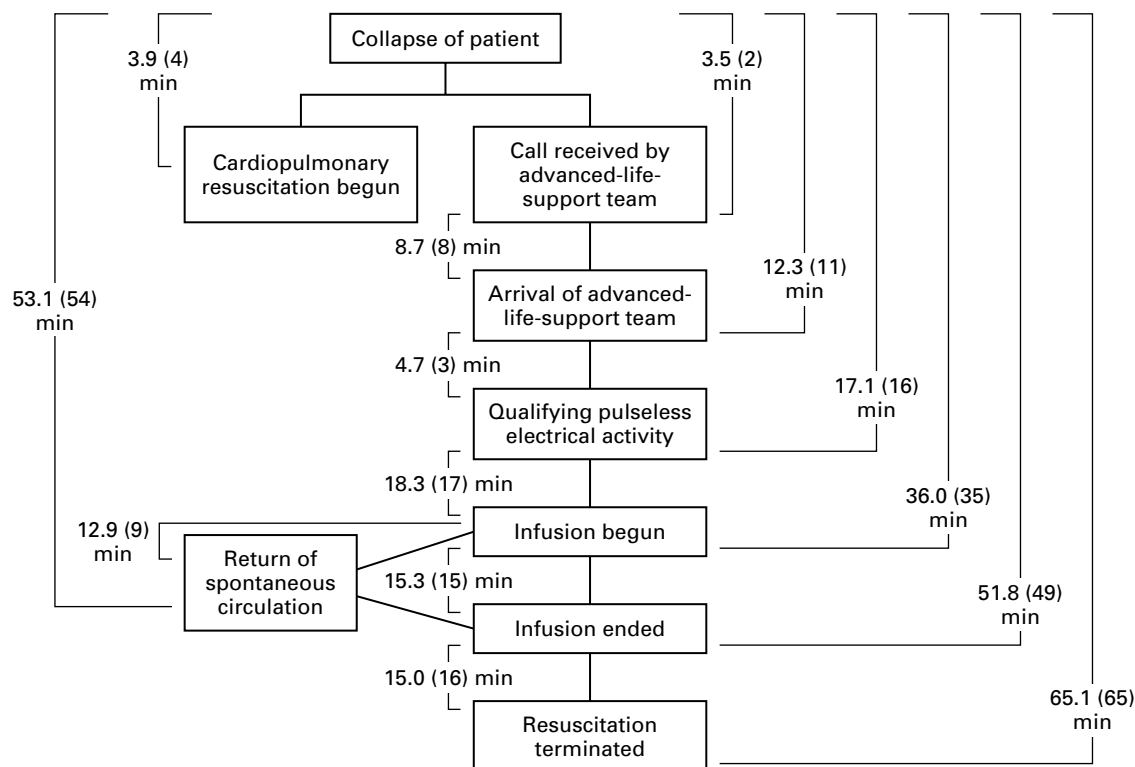 Collapse of patient
3.9 (4)
min
3.5 (2)
min
Cardiopulmonary
resuscitation begun
Call received by
advanced-life-
support team
8.7 (8) min
12.3 (11)
min
53.1 (54)
min
Arrival of advanced-
life-support team
4.7 (3) min
17.1 (16)
min
Qualifying pulseless
electrical activity
18.3 (17) min
36.0 (35)
min
12.9 (9)
min
Infusion begun
Return of
spontaneous
circulation
15.3 (15) min
51.8 (49)
min
Infusion ended
15.0 (16) min
65.1 (65)
min
Resuscitation
terminated